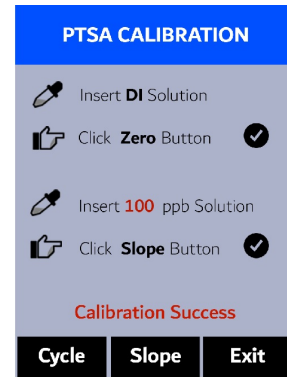 PTSA CALIBRATION
Insert DI Solution
Click Zero Button
Insert 100 ppb Solution
Click Slope Button
Calibration Success
Cycle Slope Exit